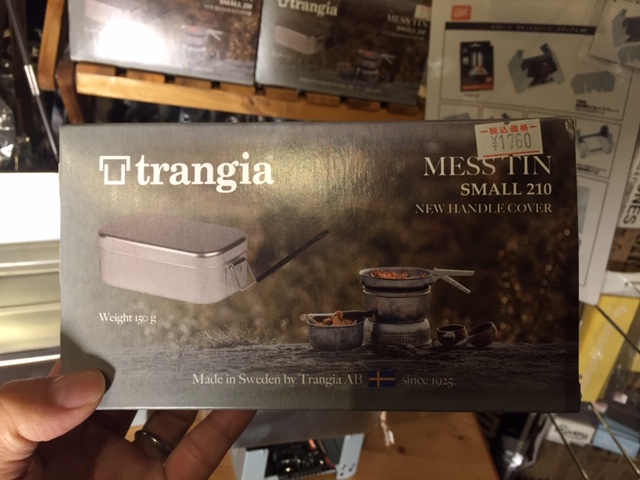 MESS TIN
SMALL 210
trangia
税込価格
¥1760
MESS TIN
SMALL 210
NEW HANDLE COVER
Weight 150 g
Made in Sweden by Trangia AB since 1925.